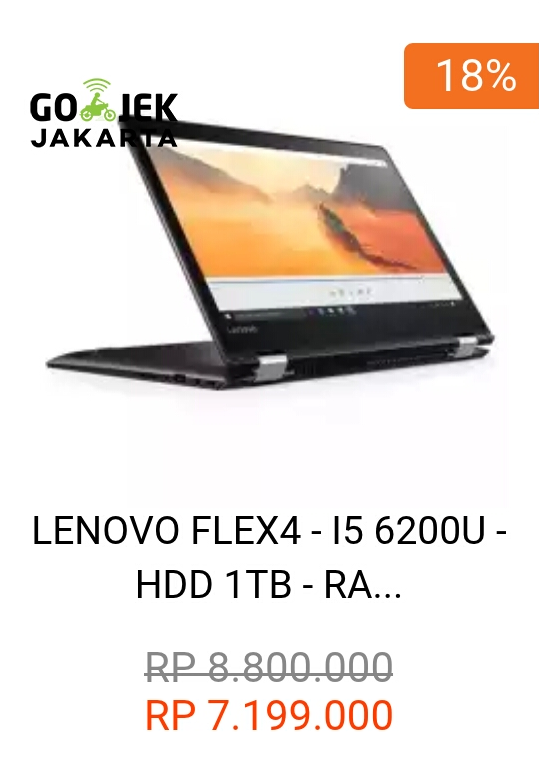 18%
GO JEK
JAKARTA
Lenovo
LENOVO FLEX4 - I5 6200U -
HDD 1TB - RA...
RP 8.800.000
RP 7.199.000